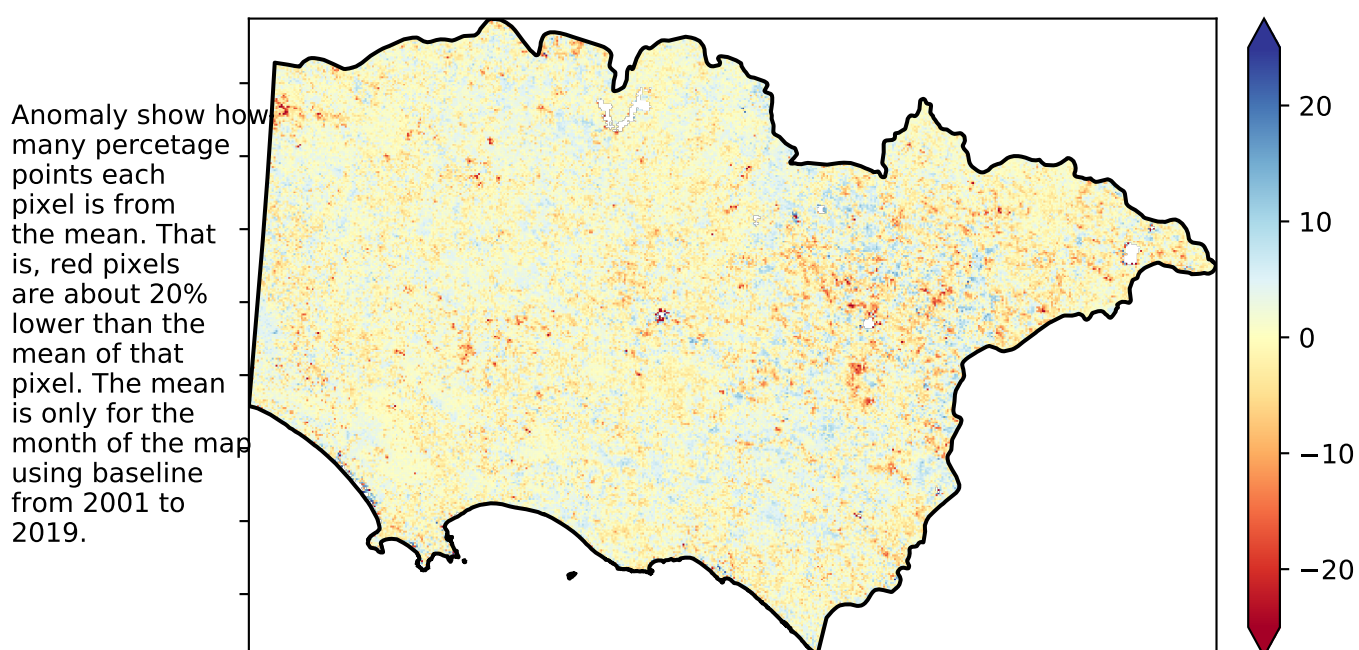 Anomaly show how
many percetage
points each
pixel is from
the mean. That
is, red pixels
are about 20%
lower than the
mean of that
pixel. The mean
is only for the
month of the map
using baseline
from 2001 to
2019.
20
10
0
−10
−20